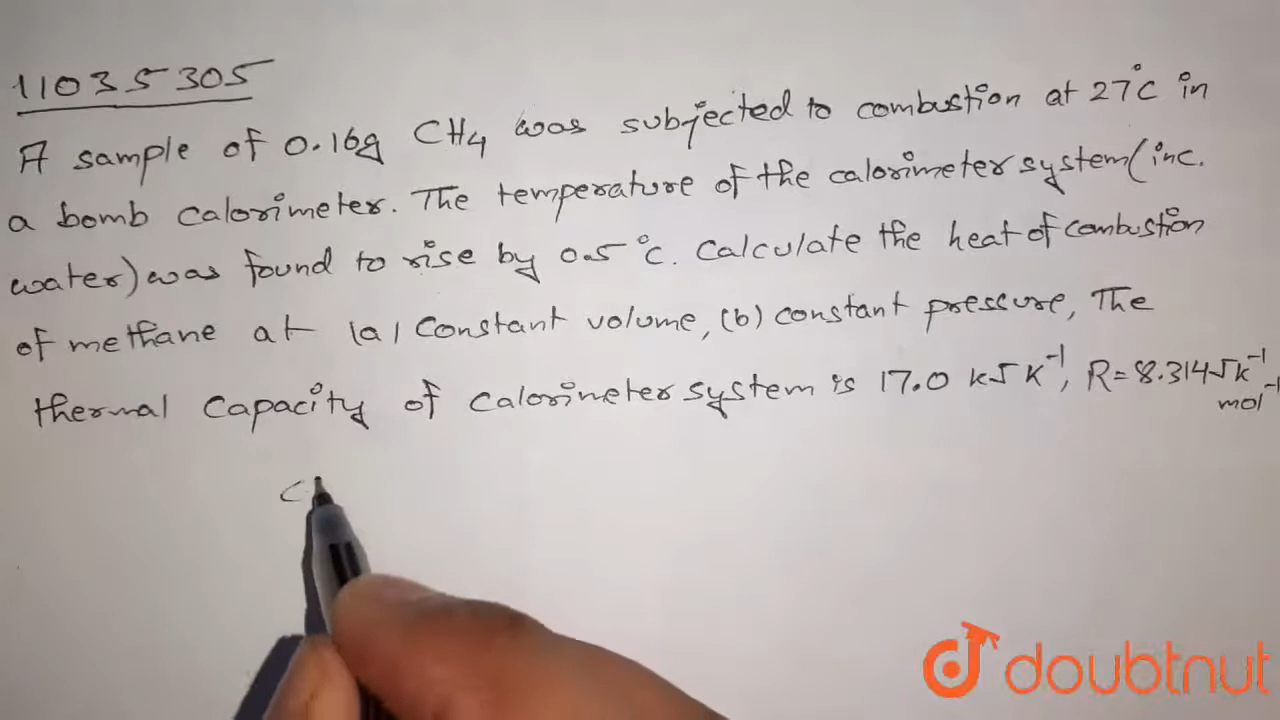 11035305
A sample of 0.16g CH4 was subjected to combustion at 27°C in
a bomb calorimeter. The temperature of the calorimeter system (inc.
water) was found to rise by 0.5°C. Calculate the heat of combustion
of methane at (a) Constant volume, (b) constant pressure, The
thermal capacity of calorimeter system is 17.0 kJ K⁻¹, R=8.314JK⁻¹
mol⁻¹
C
doubtnut